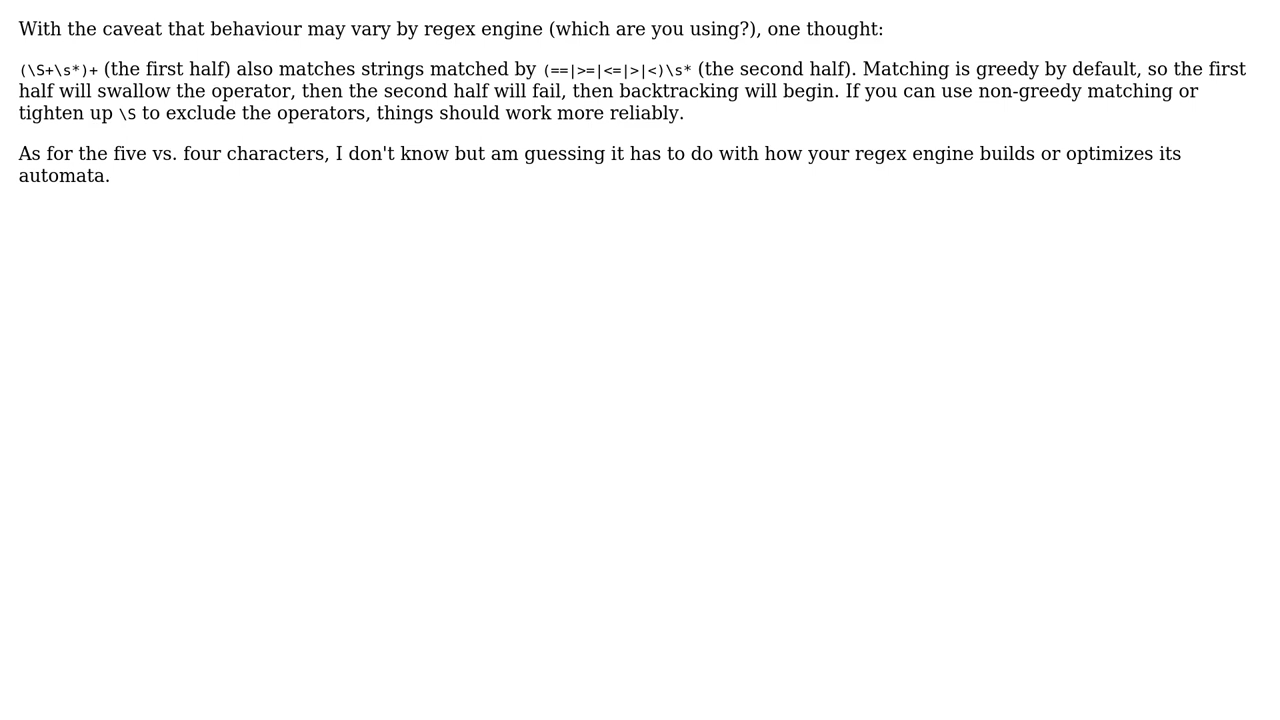 With the caveat that behaviour may vary by regex engine (which are you using?), one thought:
(\S+\s*)+ (the first half) also matches strings matched by (==|>=|<=|>|<)\s* (the second half). Matching is greedy by default, so the first
half will swallow the operator, then the second half will fail, then backtracking will begin. If you can use non-greedy matching or
tighten up \S to exclude the operators, things should work more reliably.
As for the five vs. four characters, I don't know but am guessing it has to do with how your regex engine builds or optimizes its
automata.